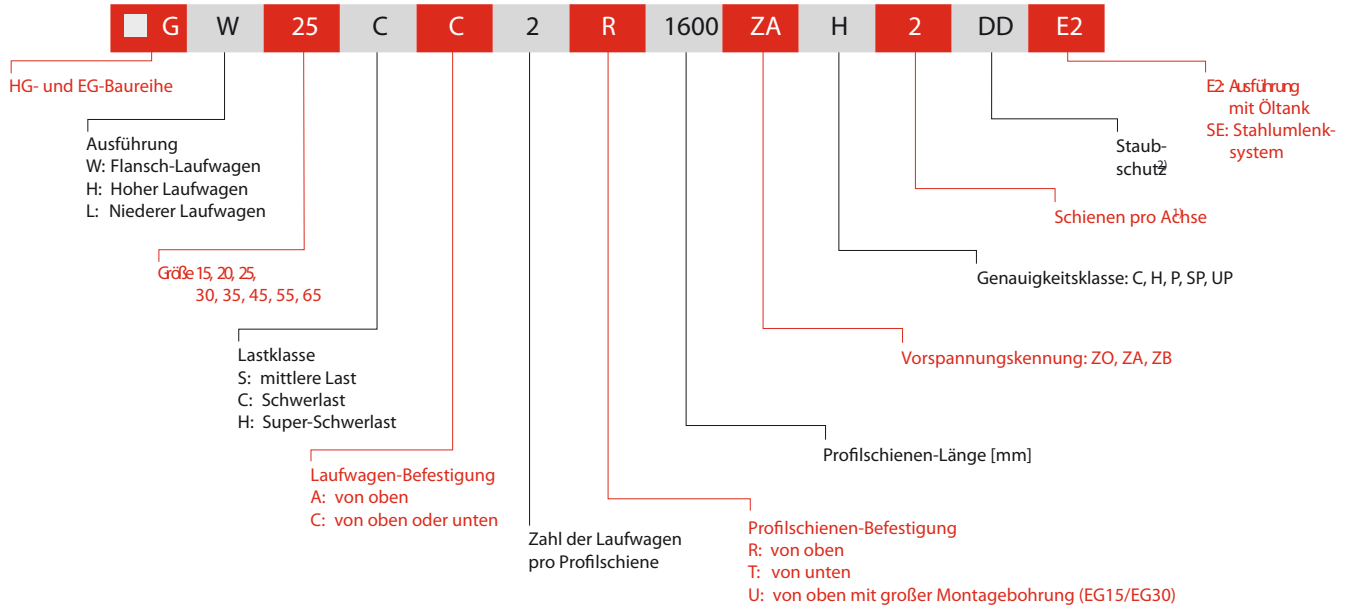 G W 25 C C 2 R 1600 ZA H 2 DD E2
HG- und EG-Baureihe
Ausführung
W: Flansch-Laufwagen
H: Hoher Laufwagen
L: Niederer Laufwagen
Größe 15, 20, 25,
30, 35, 45, 55, 65
Lastklasse
S: mittlere Last
C: Schwerlast
H: Super-Schwerlast
Laufwagen-Befestigung
A: von oben
C: von oben oder unten
Zahl der Laufwagen
pro Profilschiene
Profilschienen-Befestigung
R: von oben
T: von unten
U: von oben mit großer Montagebohrung (EG15/EG30)
Profilschienen-Länge [mm]
Vorspannungskennung: ZO, ZA, ZB
Genauigkeitsklasse: C, H, P, SP, UP
Schienen pro Achse 1)
Staub-
schutz 2)
E2: Ausführung
mit Öltank
SE: Stahlumlenk-
system